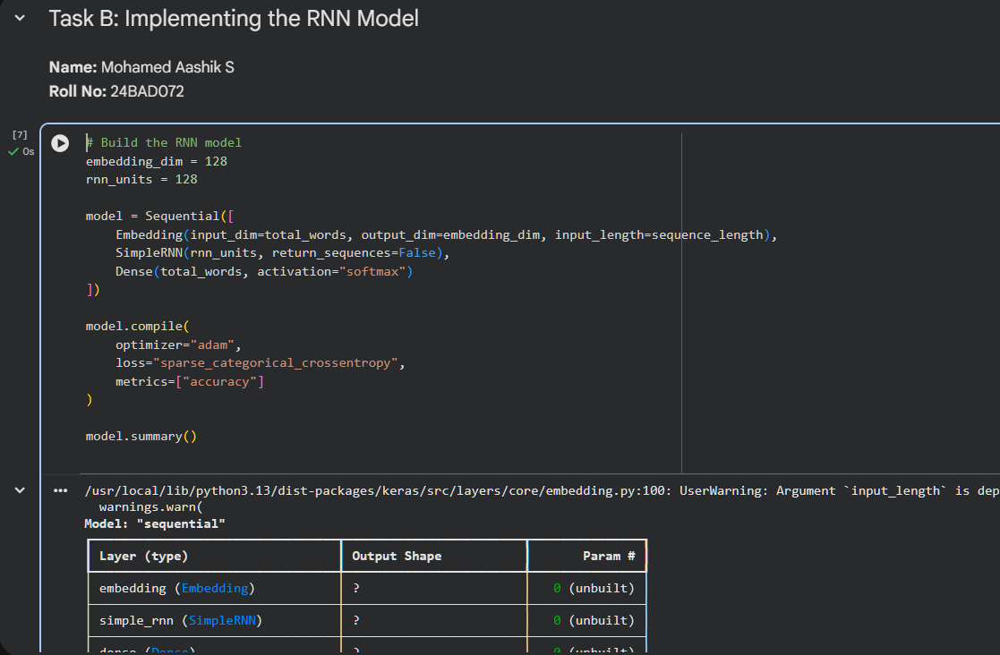 Task B: Implementing the RNN Model
Name: Mohamed Aashik S
Roll No: 24BAD072
[7]
0s
# Build the RNN model
embedding_dim = 128
rnn_units = 128
model = Sequential([
    Embedding(input_dim=total_words, output_dim=embedding_dim, input_length=sequence_length),
    SimpleRNN(rnn_units, return_sequences=False),
    Dense(total_words, activation="softmax")
])
model.compile(
    optimizer="adam",
    loss="sparse_categorical_crossentropy",
    metrics=["accuracy"]
)
model.summary()
/usr/local/lib/python3.13/dist-packages/keras/src/layers/core/embedding.py:100: UserWarning: Argument `input_length` is dep
  warnings.warn(
Model: "sequential"
Layer (type) Output Shape Param #
embedding (Embedding) ? 0 (unbuilt)
simple_rnn (SimpleRNN) ? 0 (unbuilt)
dense (Dense) ? 0 (unbuilt)